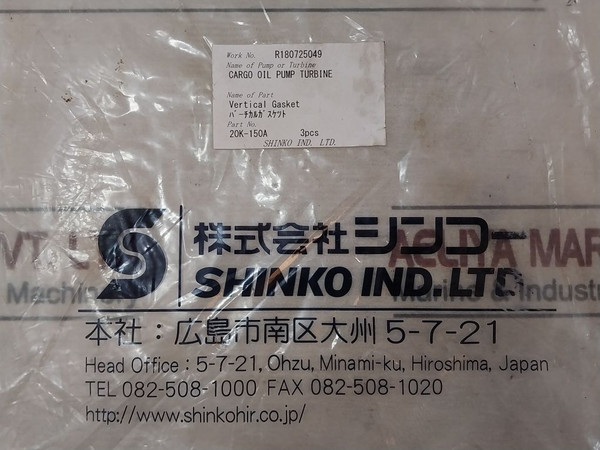 Work No. R180725049
Name of Pump or Turbine
CARGO OIL PUMP TURBINE
Name of Part
Vertical Gasket
バーチカルガスケット
Part No.
20K-150A 3pcs
SHINKO IND. LTD.
株式会社シンコー
SHINKO IND. LTD.
VT L
MAR
Machin
& Indust
本社：広島市南区大州 5-7-21
Head Office : 5-7-21, Ohzu, Minami-ku, Hiroshima, Japan
TEL 082-508-1000 FAX 082-508-1020
http://www.shinkohir.co.jp/